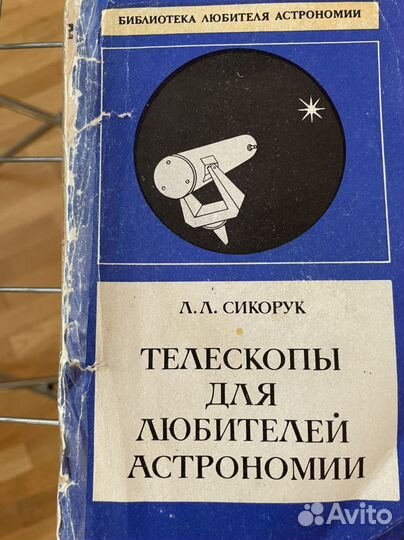 БИБЛИОТЕКА ЛЮБИТЕЛЯ АСТРОНОМИИ
Л.Л. СИКОРУК
ТЕЛЕСКОПЫ
ДЛЯ
ЛЮБИТЕЛЕЙ
АСТРОНОМИИ
Avito